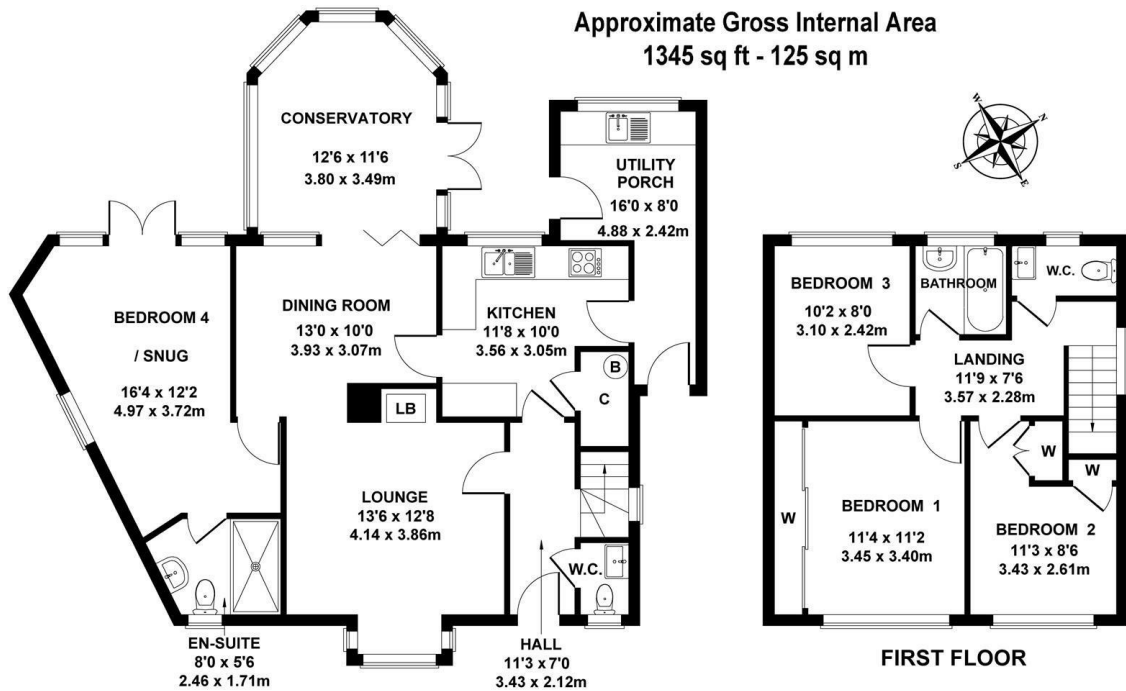 Approximate Gross Internal Area
1345 sq ft - 125 sq m
CONSERVATORY
12'6 x 11'6
3.80 x 3.49m
UTILITY
PORCH
16'0 x 8'0
4.88 x 2.42m
W
N
S
E
BEDROOM 4
/ SNUG
16'4 x 12'2
4.97 x 3.72m
DINING ROOM
13'0 x 10'0
3.93 x 3.07m
KITCHEN
11'8 x 10'0
3.56 x 3.05m
B
C
LB
LOUNGE
13'6 x 12'8
4.14 x 3.86m
W.C.
EN-SUITE
8'0 x 5'6
2.46 x 1.71m
HALL
11'3 x 7'0
3.43 x 2.12m
BEDROOM 3
10'2 x 8'0
3.10 x 2.42m
BATHROOM
W.C.
LANDING
11'9 x 7'6
3.57 x 2.28m
W
W
W
BEDROOM 1
11'4 x 11'2
3.45 x 3.40m
BEDROOM 2
11'3 x 8'6
3.43 x 2.61m
FIRST FLOOR